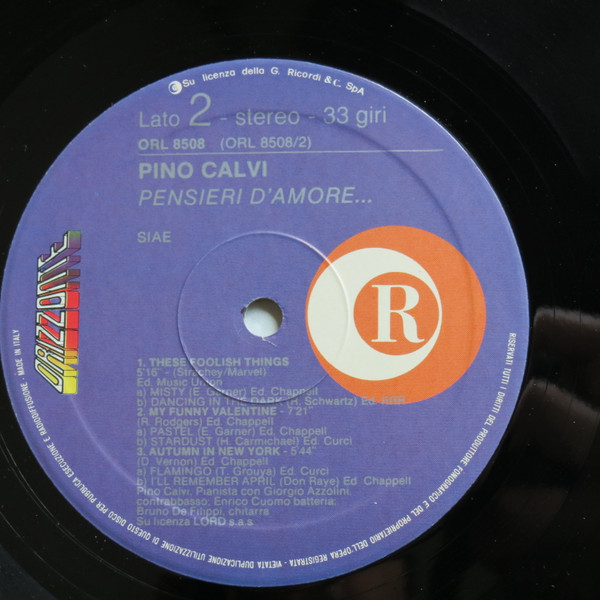 Su licenza della G. Ricordi & C. SpA
Lato 2 - stereo - 33 giri
ORL 8508 (ORL 8508/2)
PINO CALVI
PENSIERI D'AMORE...
SIAE
ORIZZONTE
R
1. THESE FOOLISH THINGS
5'16" - (Strachey/Marvel)
Ed. Music Union
a) MISTY (E. Garner) Ed. Chappell
b) DANCING IN THE DARK (H. Schwartz) Ed.
2. MY FUNNY VALENTINE - 7'21"
(R. Rodgers) Ed. Chappell
a) PASTEL (E. Garner) Ed. Chappell
b) STARDUST (H. Carmichael) Ed. Curci
3. AUTUMN IN NEW YORK - 5'44"
(D. Vernon) Ed. Chappell
a) FLAMINGO (T. Grouya) Ed. Curci
b) I'LL REMEMBER APRIL (Don Raye) Ed. Chappell
Pino Calvi, Pianista con Giorgio Azzolini,
contrabbasso; Enrico Cuomo batteria;
Bruno De Filippi, chitarra
Su licenza LORD s.a.s
RISERVATI TUTTI I DIRITTI DEL PRODUTTORE FONOGRAFICO E DEL PROPRIETARIO DELL'OPERA REGISTRATA - VIETATA DUPLICAZIONE UTILIZZAZIONE DI QUESTO DISCO PER PUBBLICA ESECUZIONE E RADIODIFFUSIONE - MADE IN ITALY